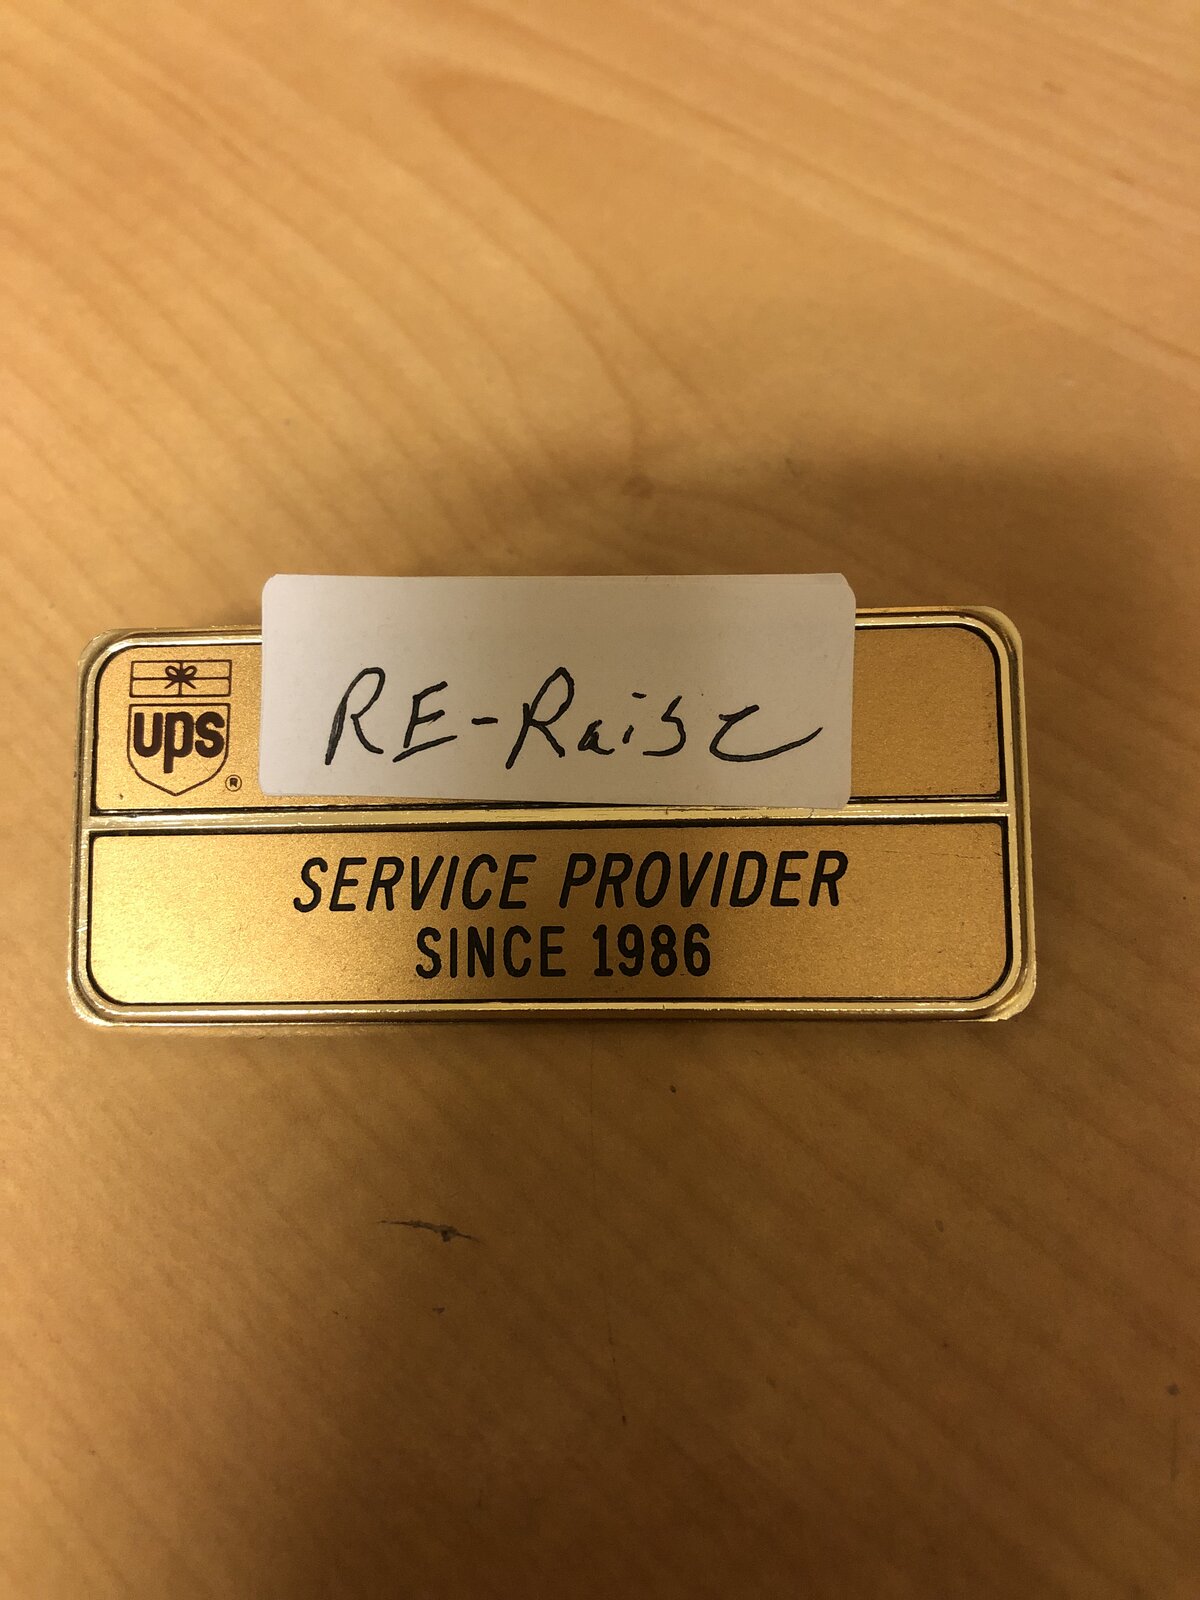 RE-Raise
ups ®
SERVICE PROVIDER
SINCE 1986